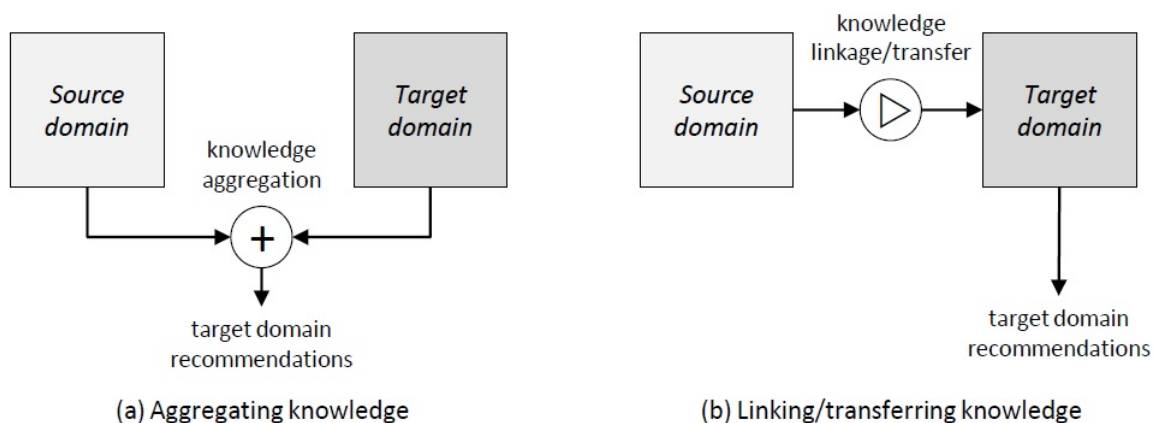 Source
domain
Target
domain
knowledge
aggregation
+
target domain
recommendations
(a) Aggregating knowledge
knowledge
linkage/transfer
Source
domain
Target
domain
target domain
recommendations
(b) Linking/transferring knowledge